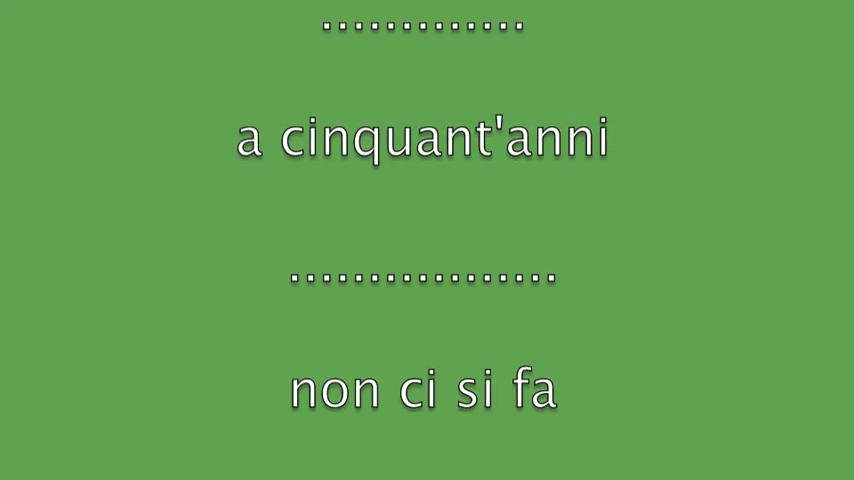 .............
a cinquant'anni
.................
non ci si fa